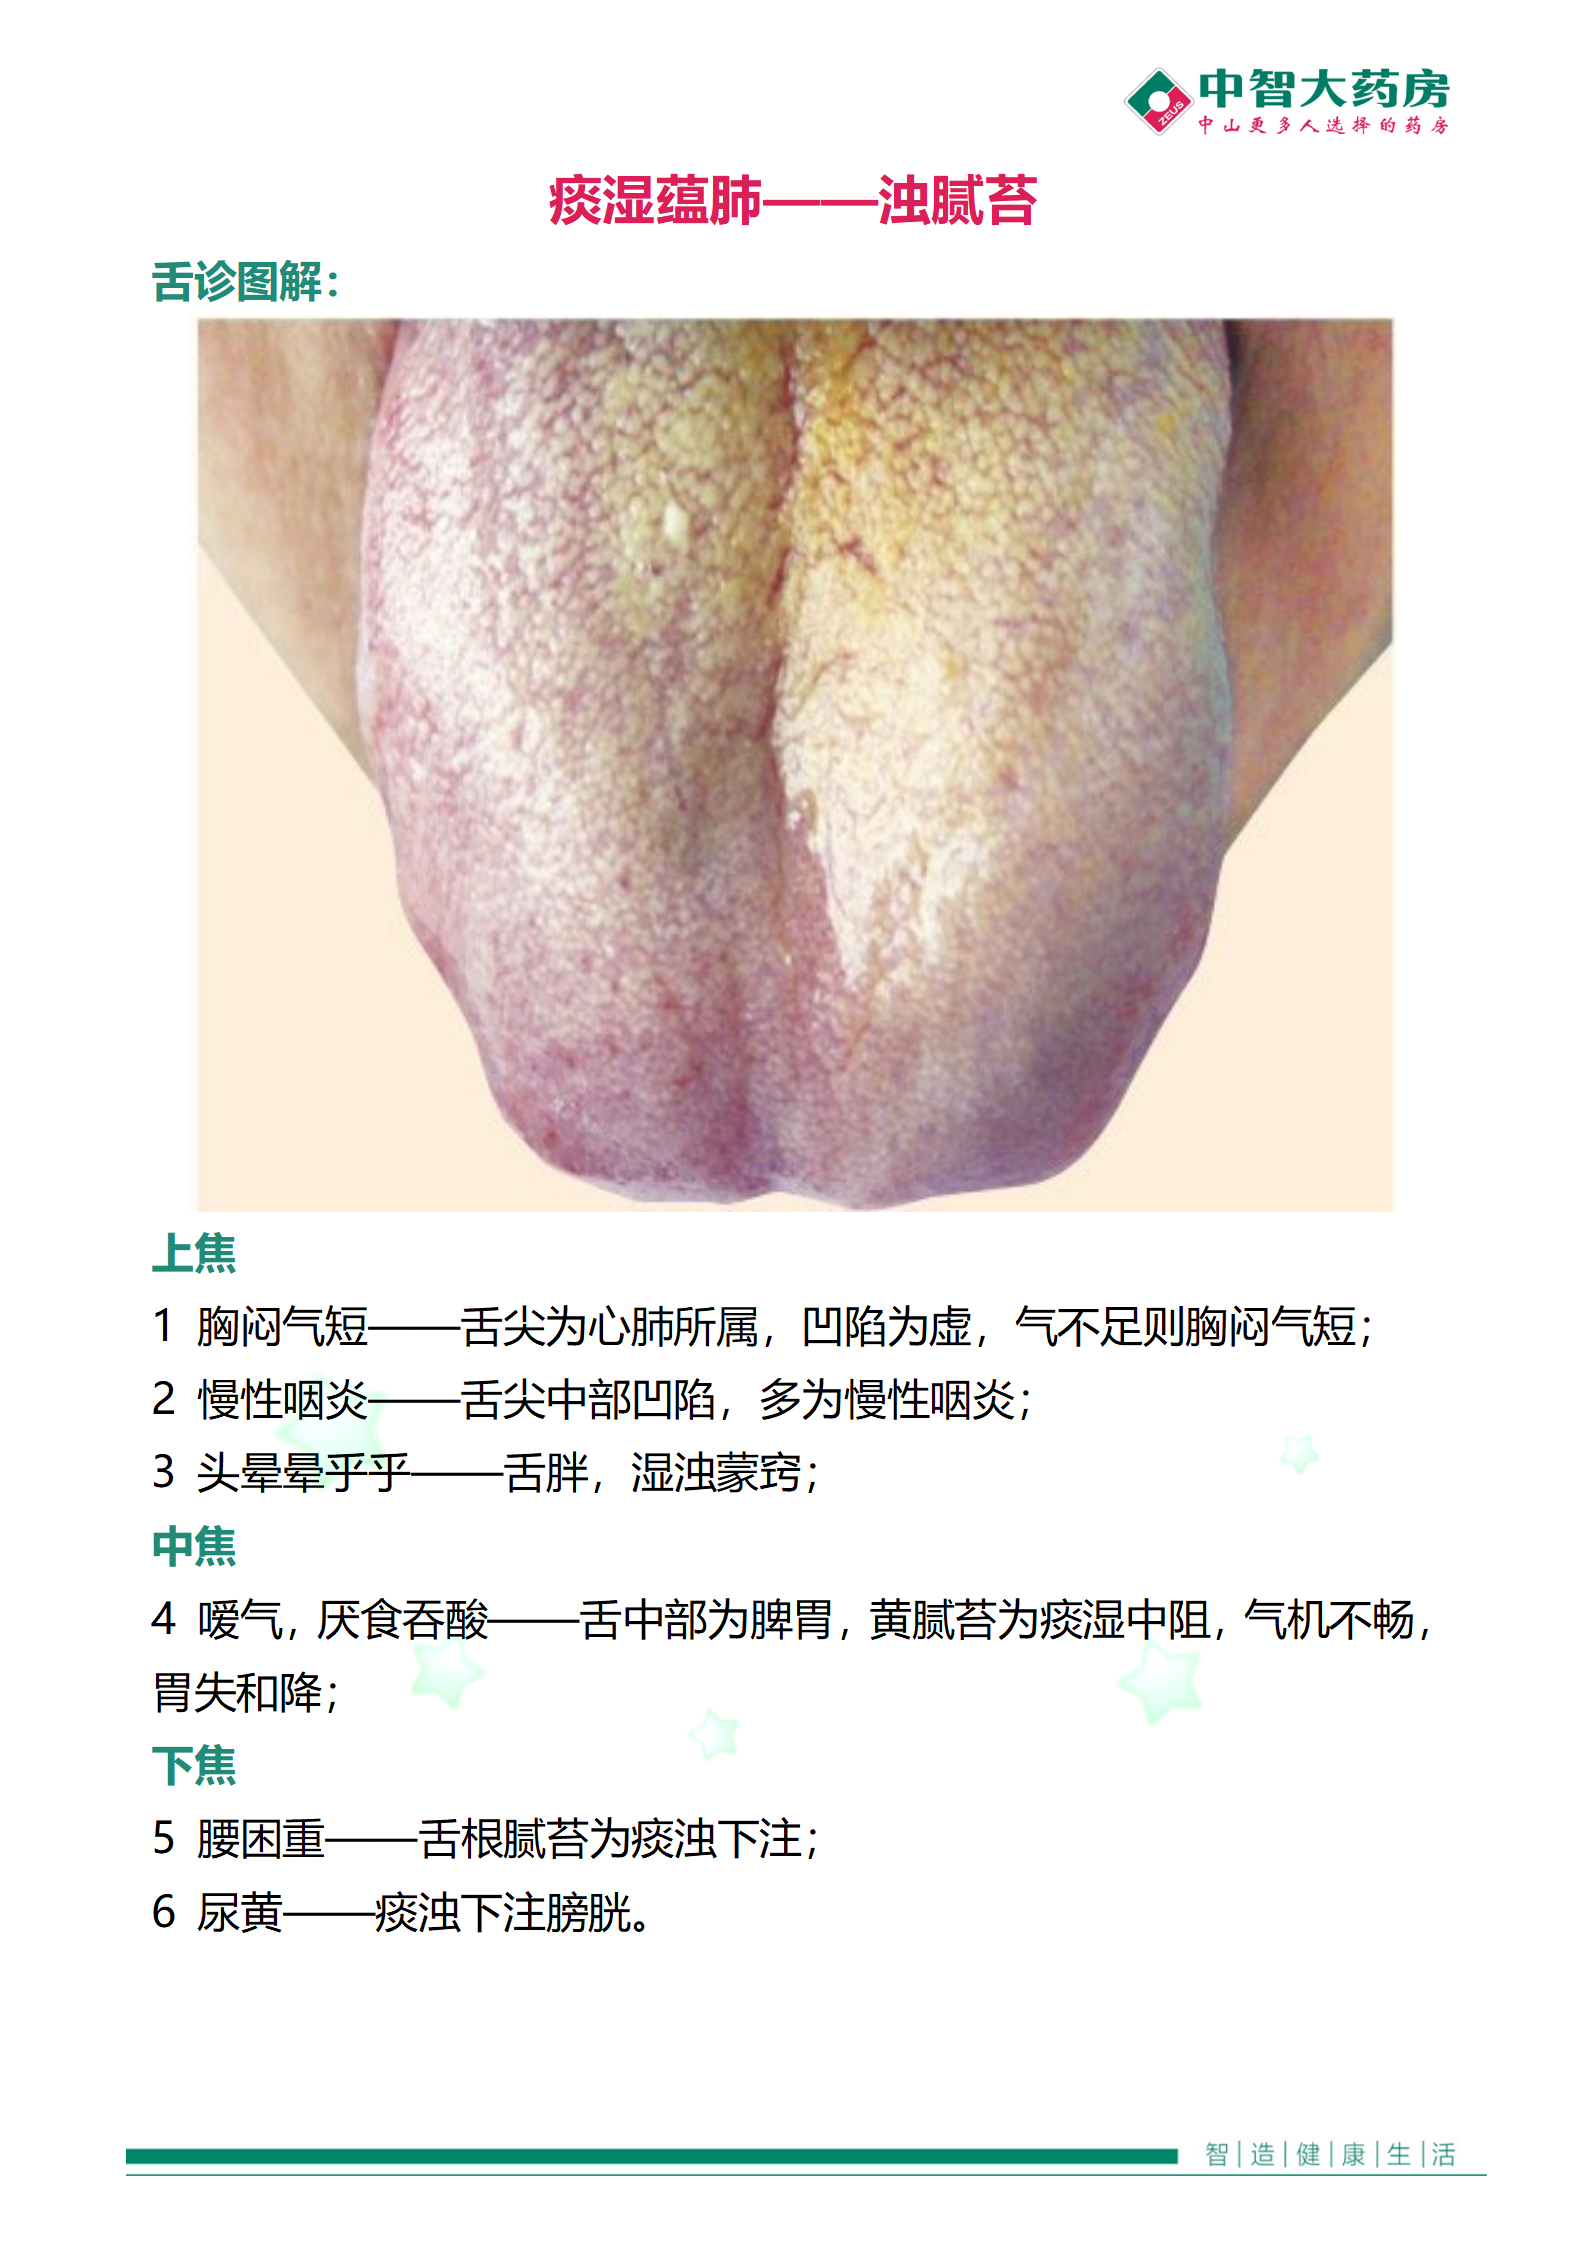 中智大药房
ZEUS
中山更多人选择的药房
痰湿蕴肺——浊腻苔
舌诊图解：
上焦
1 胸闷气短——舌尖为心肺所属，凹陷为虚，气不足则胸闷气短；
2 慢性咽炎——舌尖中部凹陷，多为慢性咽炎；
3 头晕晕乎乎——舌胖，湿浊蒙窍；
中焦
4 嗳气，厌食吞酸——舌中部为脾胃，黄腻苔为痰湿中阻，气机不畅，
胃失和降；
下焦
5 腰困重——舌根腻苔为痰浊下注；
6 尿黄——痰浊下注膀胱。
智|造|健|康|生|活